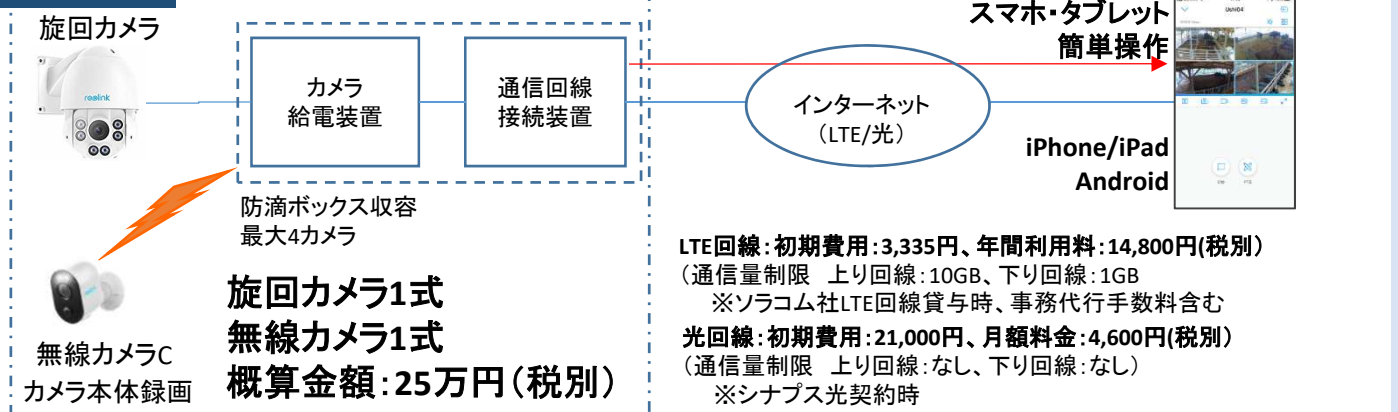 旋回カメラ
reolink
カメラ
給電装置
通信回線
接続装置
防滴ボックス収容
最大4カメラ
無線カメラC
カメラ本体録画
旋回カメラ1式
無線カメラ1式
概算金額：25万円（税別）
インターネット
（LTE/光）
スマホ・タブレット
簡単操作
iPhone/iPad
Android
LTE回線：初期費用：3,335円、年間利用料：14,800円(税別）
（通信量制限　上り回線：10GB、下り回線：1GB
※ソラコム社LTE回線貸与時、事務代行手数料含む
光回線：初期費用：21,000円、月額料金：4,600円(税別）
（通信量制限　上り回線：なし、下り回線：なし）
※シナプス光契約時